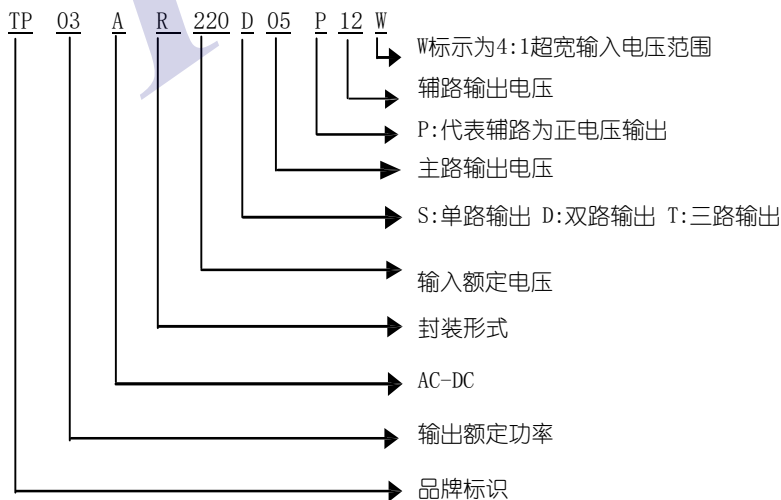 TP 03 A R 220 D 05 P 12 W
W标示为4:1超宽输入电压范围
辅路输出电压
P:代表辅路为正电压输出
主路输出电压
S:单路输出 D:双路输出 T:三路输出
输入额定电压
封装形式
AC-DC
输出额定功率
品牌标识